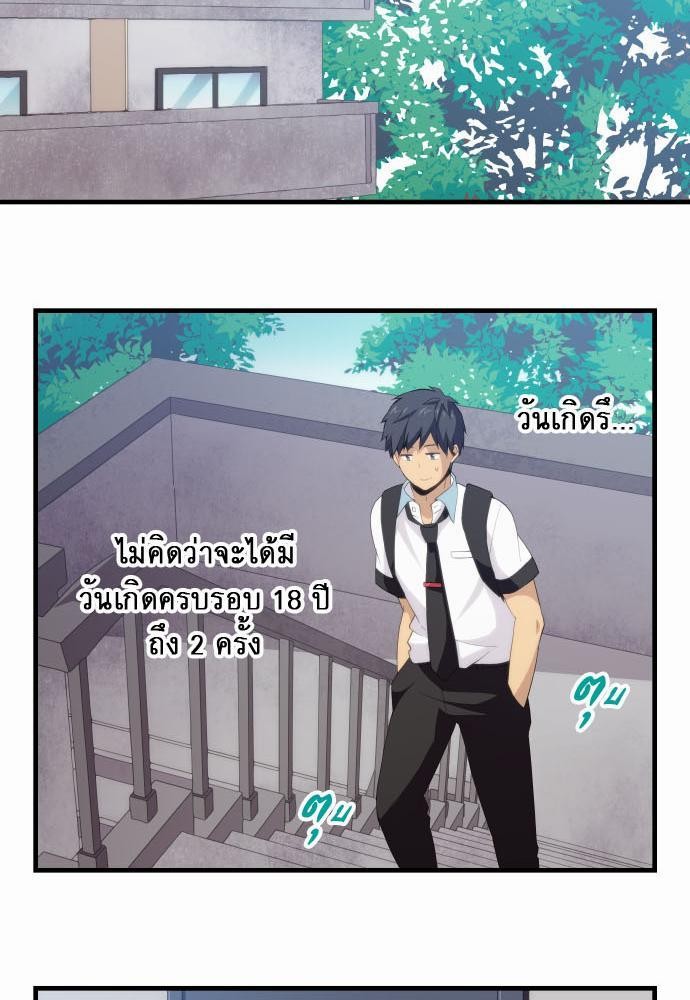 วันเกิดรึ...
ไม่คิดว่าจะได้มี
วันเกิดครบรอบ 18 ปี
ถึง 2 ครั้ง
ตุบ
ตุบ